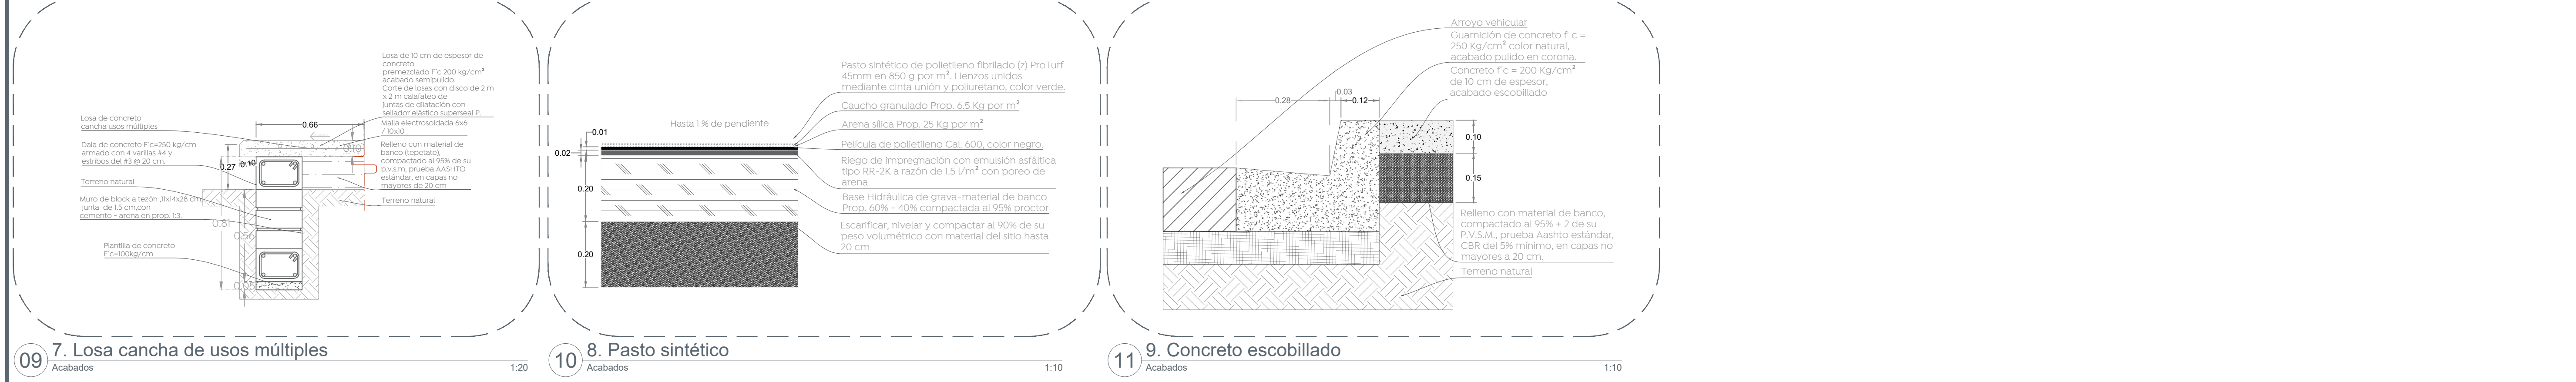 Losa de 10 cm de espesor de
concreto
premezclado F´c 200 kg/cm²
acabado semipulido.
Corte de losas con disco de 2 m
x 2 m calafateo de
juntas de dilatación con
sellador elástico superseal P.
Malla electrosoldada 6x6
/ 10x10
Relleno con material de
banco (tepetate),
compactado al 95% de su
p.v.s.m, prueba AASHTO
estándar, en capas no
mayores de 20 cm
Terreno natural
Losa de concreto
cancha usos múltiples
Dala de concreto F´c=250 kg/cm
armado con 4 varillas #4 y
estribos del #3 @ 20 cm.
Terreno natural
Muro de block a tezón ,11x14x28 cm
junta de 1.5 cm,con
cemento - arena en prop. 1:3.
Plantilla de concreto
F´c=100kg/cm
0.66
0.10
0.27
0.10
0.81
0.56
09
7. Losa cancha de usos múltiples
Acabados
1:20
Pasto sintético de polietileno fibrilado (z) ProTurf
45mm en 850 g por m². Lienzos unidos
mediante cinta unión y poliuretano, color verde.
Caucho granulado Prop. 6.5 Kg por m²
Arena sílica Prop. 25 Kg por m²
Película de polietileno Cal. 600, color negro.
Riego de impregnación con emulsión asfáltica
tipo RR-2K a razón de 1.5 l/m² con poreo de
arena
Base Hidráulica de grava-material de banco
Prop. 60% - 40% compactada al 95% proctor
Escarificar, nivelar y compactar al 90% de su
peso volumétrico con material del sitio hasta
20 cm
Hasta 1 % de pendiente
0.01
0.02
0.20
0.20
10
8. Pasto sintético
Acabados
1:10
Arroyo vehicular
Guarnición de concreto f´ c =
250 Kg/cm² color natural,
acabado pulido en corona.
Concreto f´c = 200 Kg/cm²
de 10 cm de espesor,
acabado escobillado
0.28
0.03
0.12
0.10
0.15
Relleno con material de banco,
compactado al 95% ± 2 de su
P.V.S.M., prueba Aashto estándar,
CBR del 5% mínimo, en capas no
mayores a 20 cm.
Terreno natural
11
9. Concreto escobillado
Acabados
1:10